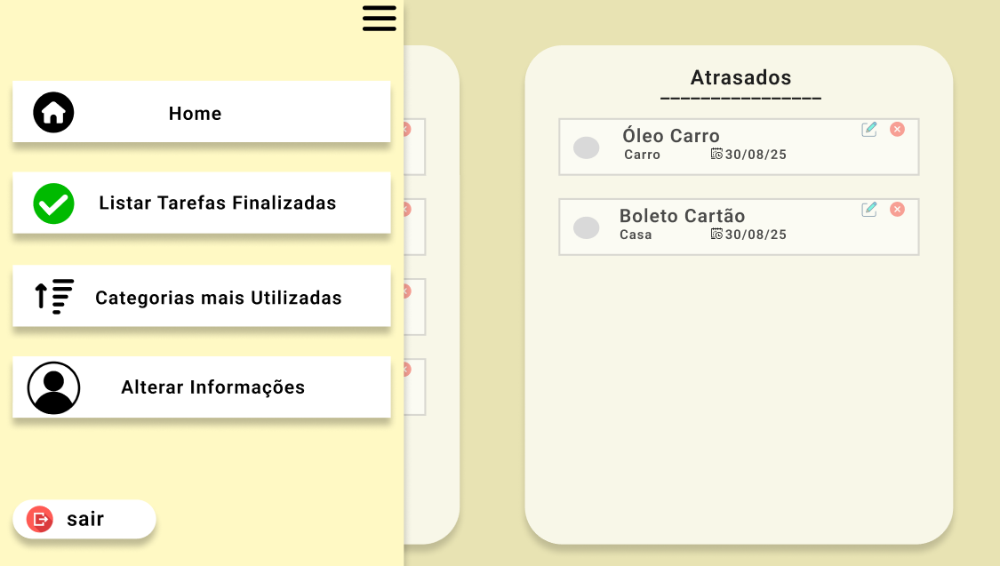 Home
Listar Tarefas Finalizadas
Categorias mais Utilizadas
Alterar Informações
sair
Atrasados
Óleo Carro
Carro 30/08/25
Boleto Cartão
Casa 30/08/25